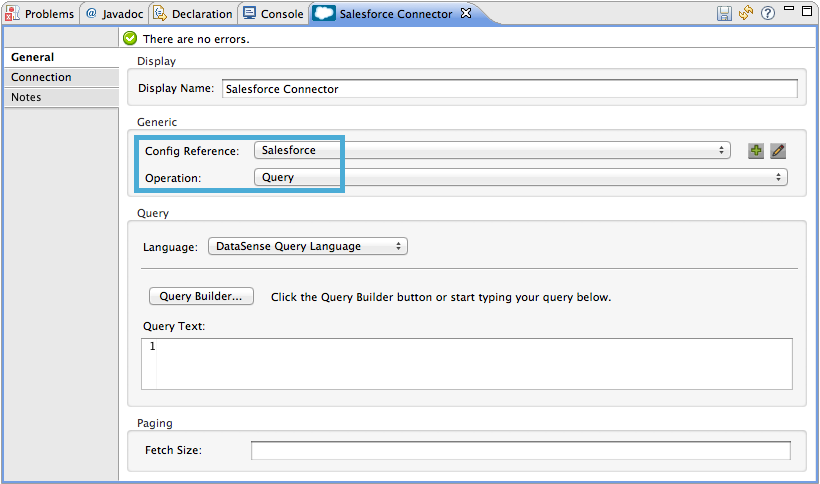 Problems @ Javadoc Declaration Console Salesforce Connector
There are no errors.
General
Connection
Notes
Display
Display Name: Salesforce Connector
Generic
Config Reference: Salesforce
Operation: Query
Query
Language: DataSense Query Language
Query Builder... Click the Query Builder button or start typing your query below.
Query Text:
1
Paging
Fetch Size: